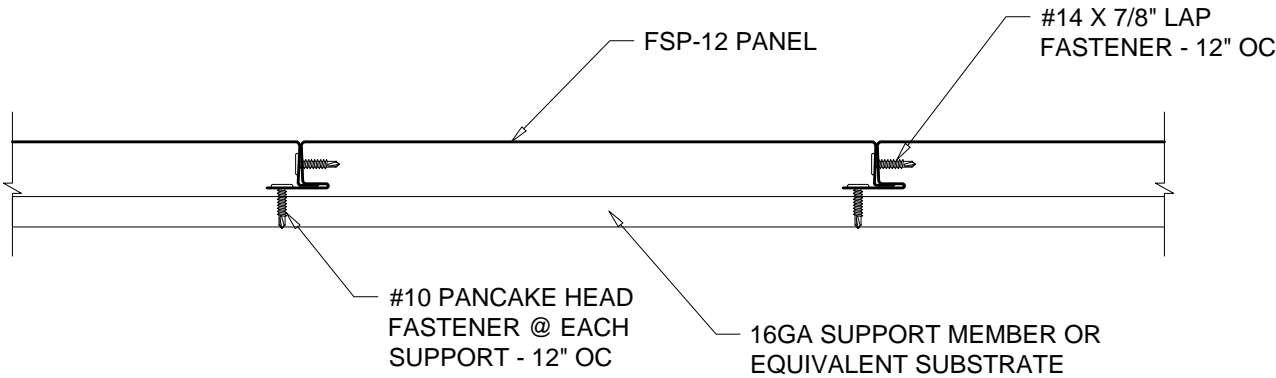 #14 X 7/8" LAP
FASTENER - 12" OC
FSP-12 PANEL
#10 PANCAKE HEAD
FASTENER @ EACH
SUPPORT - 12" OC
16GA SUPPORT MEMBER OR
EQUIVALENT SUBSTRATE